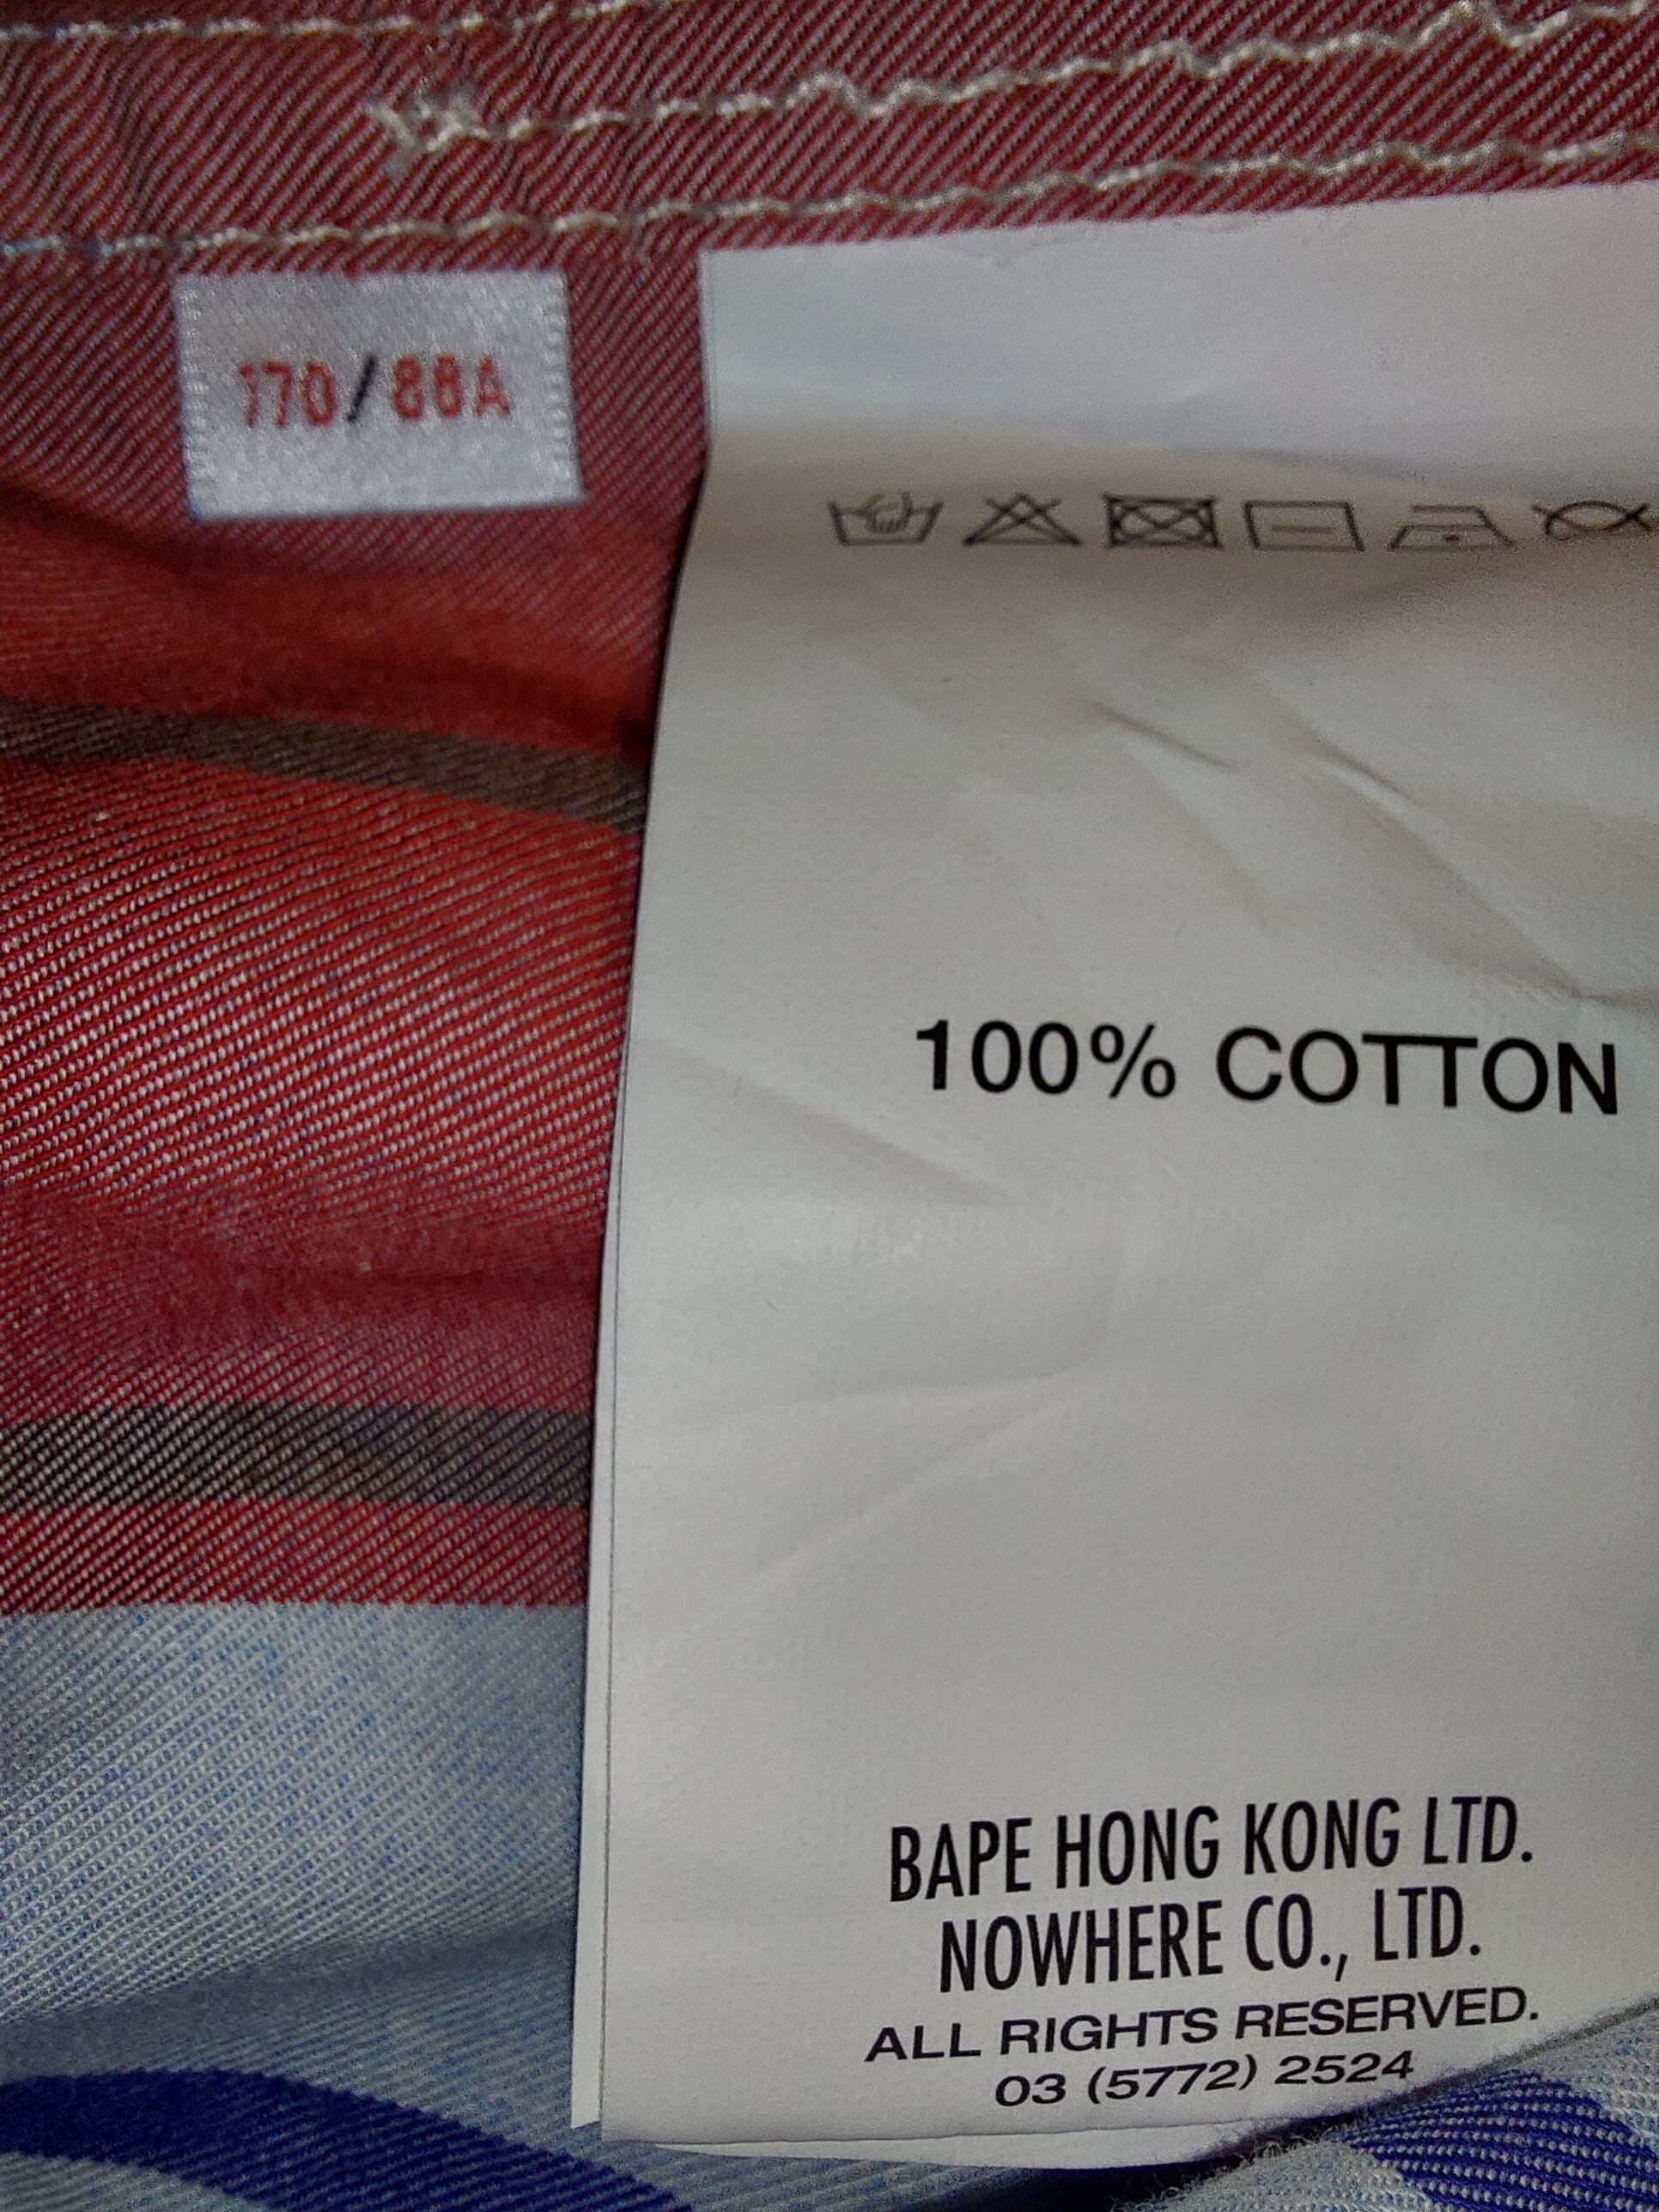 170/88A
100% COTTON
BAPE HONG KONG LTD.
NOWHERE CO., LTD.
ALL RIGHTS RESERVED.
03 (5772) 2524